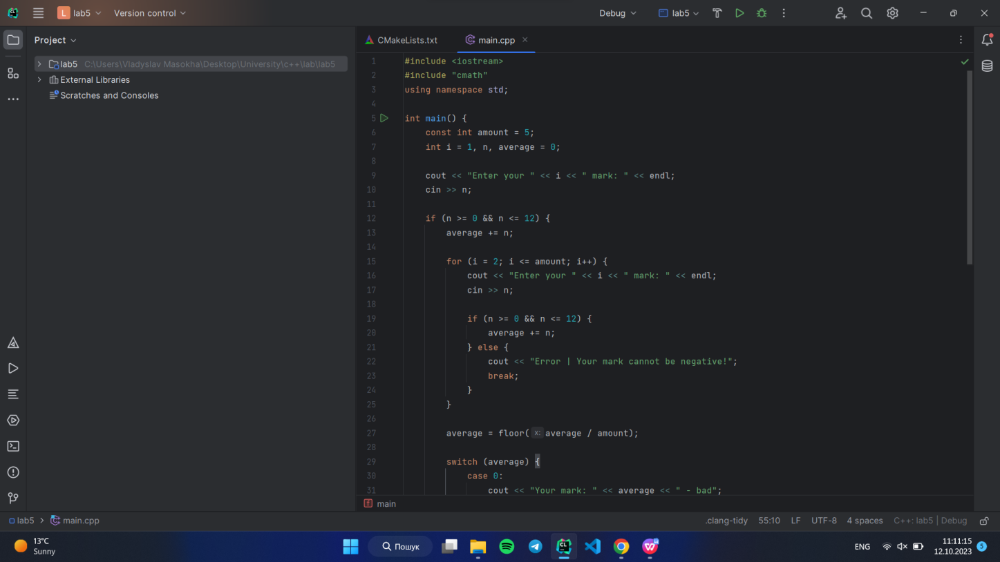 CL L lab5 Version control Debug lab5
Project
CMakeLists.txt main.cpp
lab5 C:\Users\Vladyslav Masokha\Desktop\University\c++\lab\lab5
External Libraries
Scratches and Consoles
1 #include <iostream>
2 #include "cmath"
3 using namespace std;
4
5 int main() {
6 const int amount = 5;
7 int i = 1, n, average = 0;
8
9 cout << "Enter your " << i << " mark: " << endl;
10 cin >> n;
11
12 if (n >= 0 && n <= 12) {
13 average += n;
14
15 for (i = 2; i <= amount; i++) {
16 cout << "Enter your " << i << " mark: " << endl;
17 cin >> n;
18
19 if (n >= 0 && n <= 12) {
20 average += n;
21 } else {
22 cout << "Error | Your mark cannot be negative!";
23 break;
24 }
25 }
26
27 average = floor( x: average / amount);
28
29 switch (average) {
30 case 0:
31 cout << "Your mark: " << average << " - bad";
f main
lab5 > main.cpp .clang-tidy 55:10 LF UTF-8 4 spaces C++: lab5 | Debug
13°C
Sunny
Пошук
CL
ENG
11:11:15
12.10.2023
5